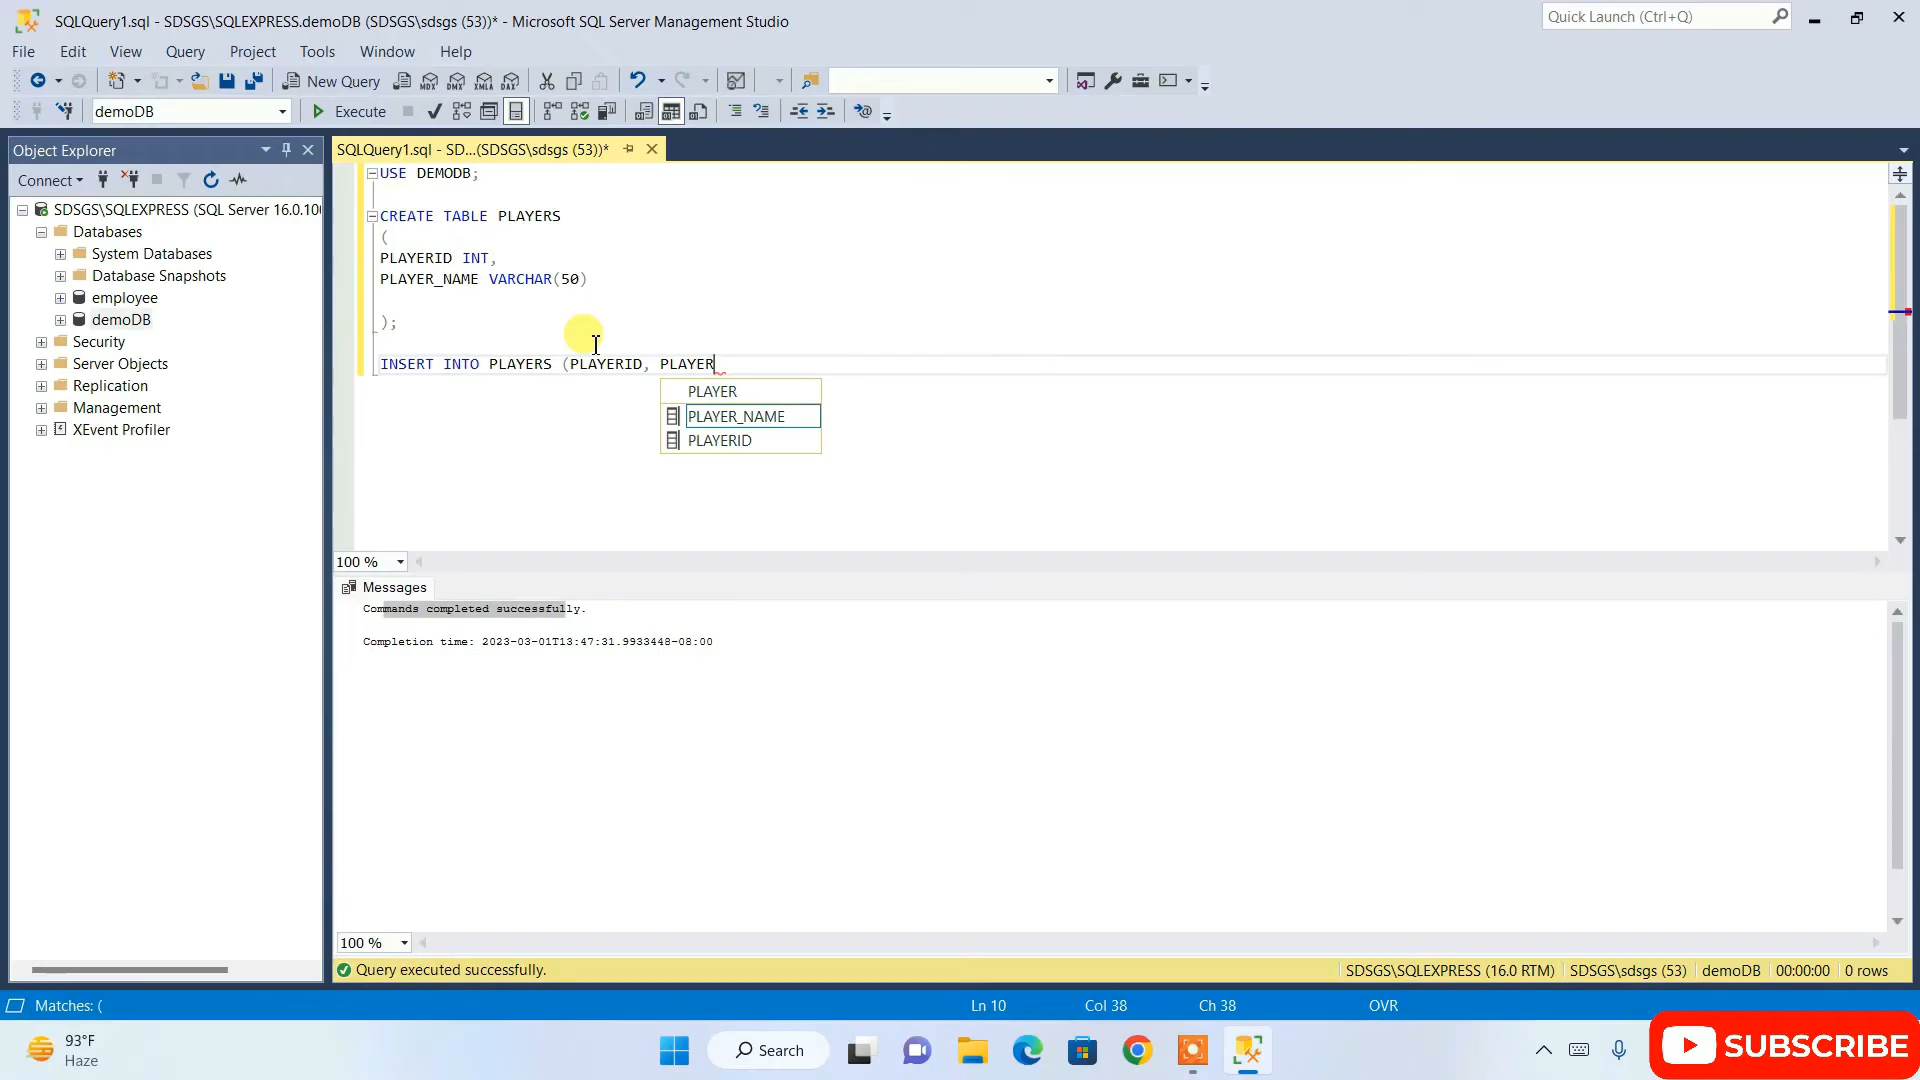 SQLQuery1.sql - SDSGS\SQLEXPRESS.demoDB (SDSGS\sdsgs (53))* - Microsoft SQL Server Management Studio
Quick Launch (Ctrl+Q)
File Edit View Query Project Tools Window Help
New Query MDX DMX XMLA DAX
demoDB Execute
Object Explorer
SQLQuery1.sql - SD...(SDSGS\sdsgs (53))*
Connect
SDSGS\SQLEXPRESS (SQL Server 16.0.100
Databases
System Databases
Database Snapshots
employee
demoDB
Security
Server Objects
Replication
Management
XEvent Profiler
USE DEMODB;
CREATE TABLE PLAYERS
(
PLAYERID INT,
PLAYER_NAME VARCHAR(50)
);
INSERT INTO PLAYERS (PLAYERID, PLAYER
PLAYER
PLAYER_NAME
PLAYERID
100 %
Messages
Commands completed successfully.
Completion time: 2023-03-01T13:47:31.9933448-08:00
100 %
Query executed successfully. SDSGS\SQLEXPRESS (16.0 RTM) SDSGS\sdsgs (53) demoDB 00:00:00 0 rows
Matches: ( Ln 10 Col 38 Ch 38 OVR
93°F
Haze
Search
SUBSCRIBE